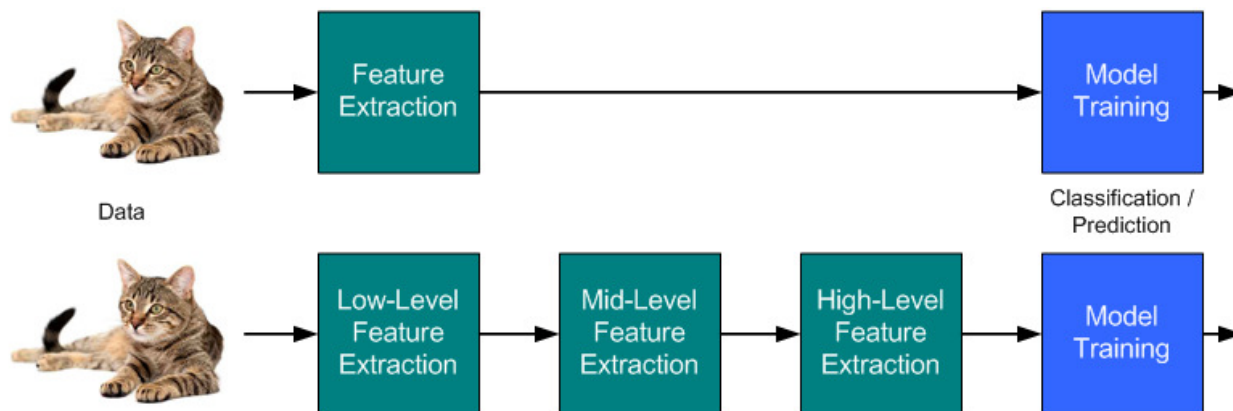 Feature
Extraction
Model
Training
Data
Classification /
Prediction
Low-Level
Feature
Extraction
Mid-Level
Feature
Extraction
High-Level
Feature
Extraction
Model
Training